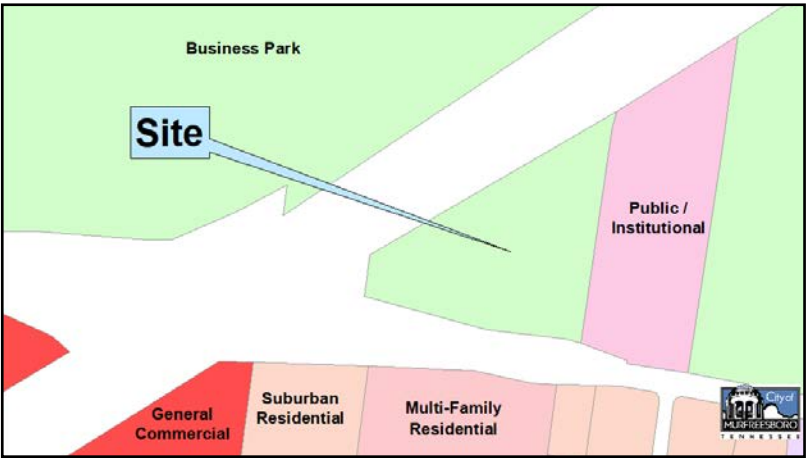 Business Park
Site
Public /
Institutional
General
Commercial
Suburban
Residential
Multi-Family
Residential
City of
MURFREESBORO
TENNESSEE